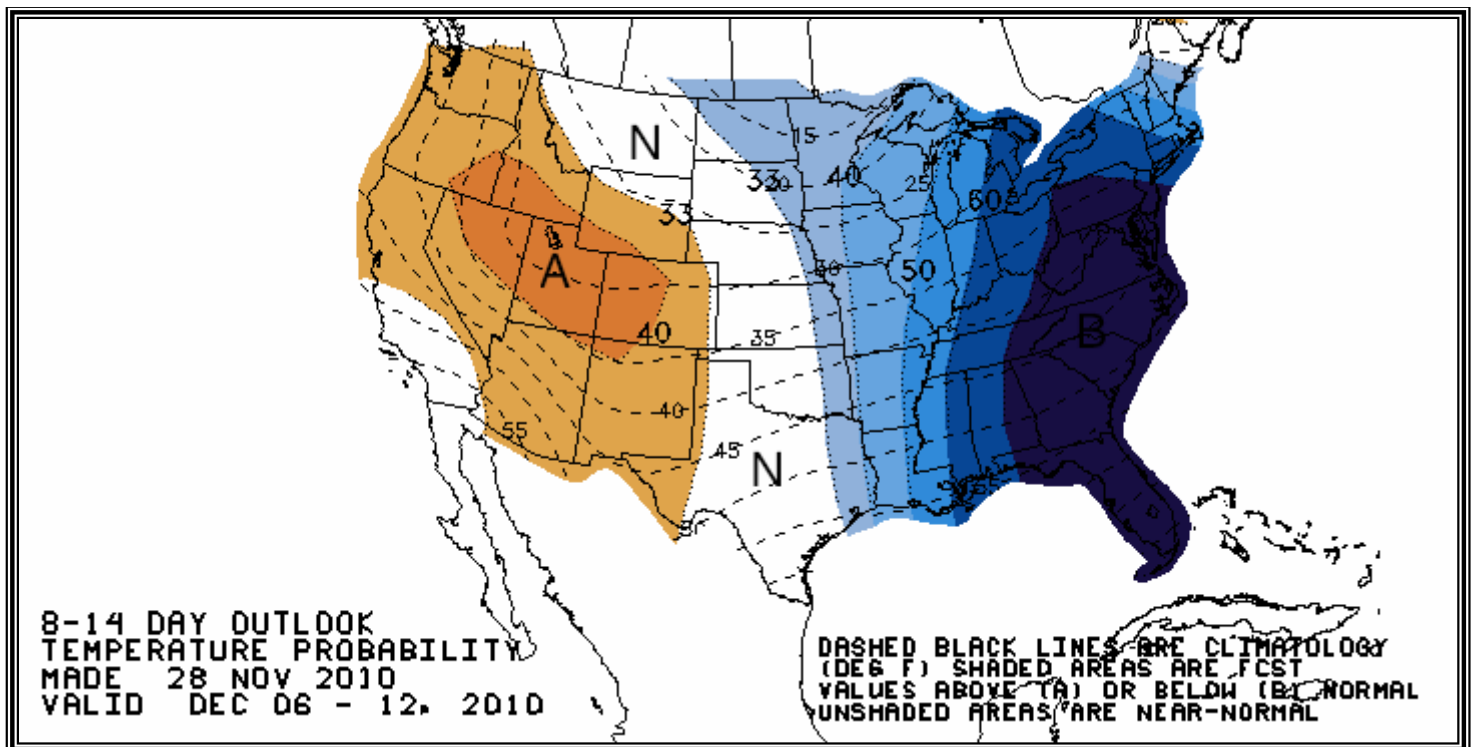 N
15
33
20
40
25
60
33
A
50
30
40
35
B
40
55
45
N
8-14 DAY OUTLOOK
TEMPERATURE PROBABILITY
MADE 28 NOV 2010
VALID DEC 06 - 12, 2010
DASHED BLACK LINES ARE CLIMATOLOGY
(DEG F) SHADED AREAS ARE FCST
VALUES ABOVE (A) OR BELOW (B) NORMAL
UNSHADED AREAS ARE NEAR-NORMAL